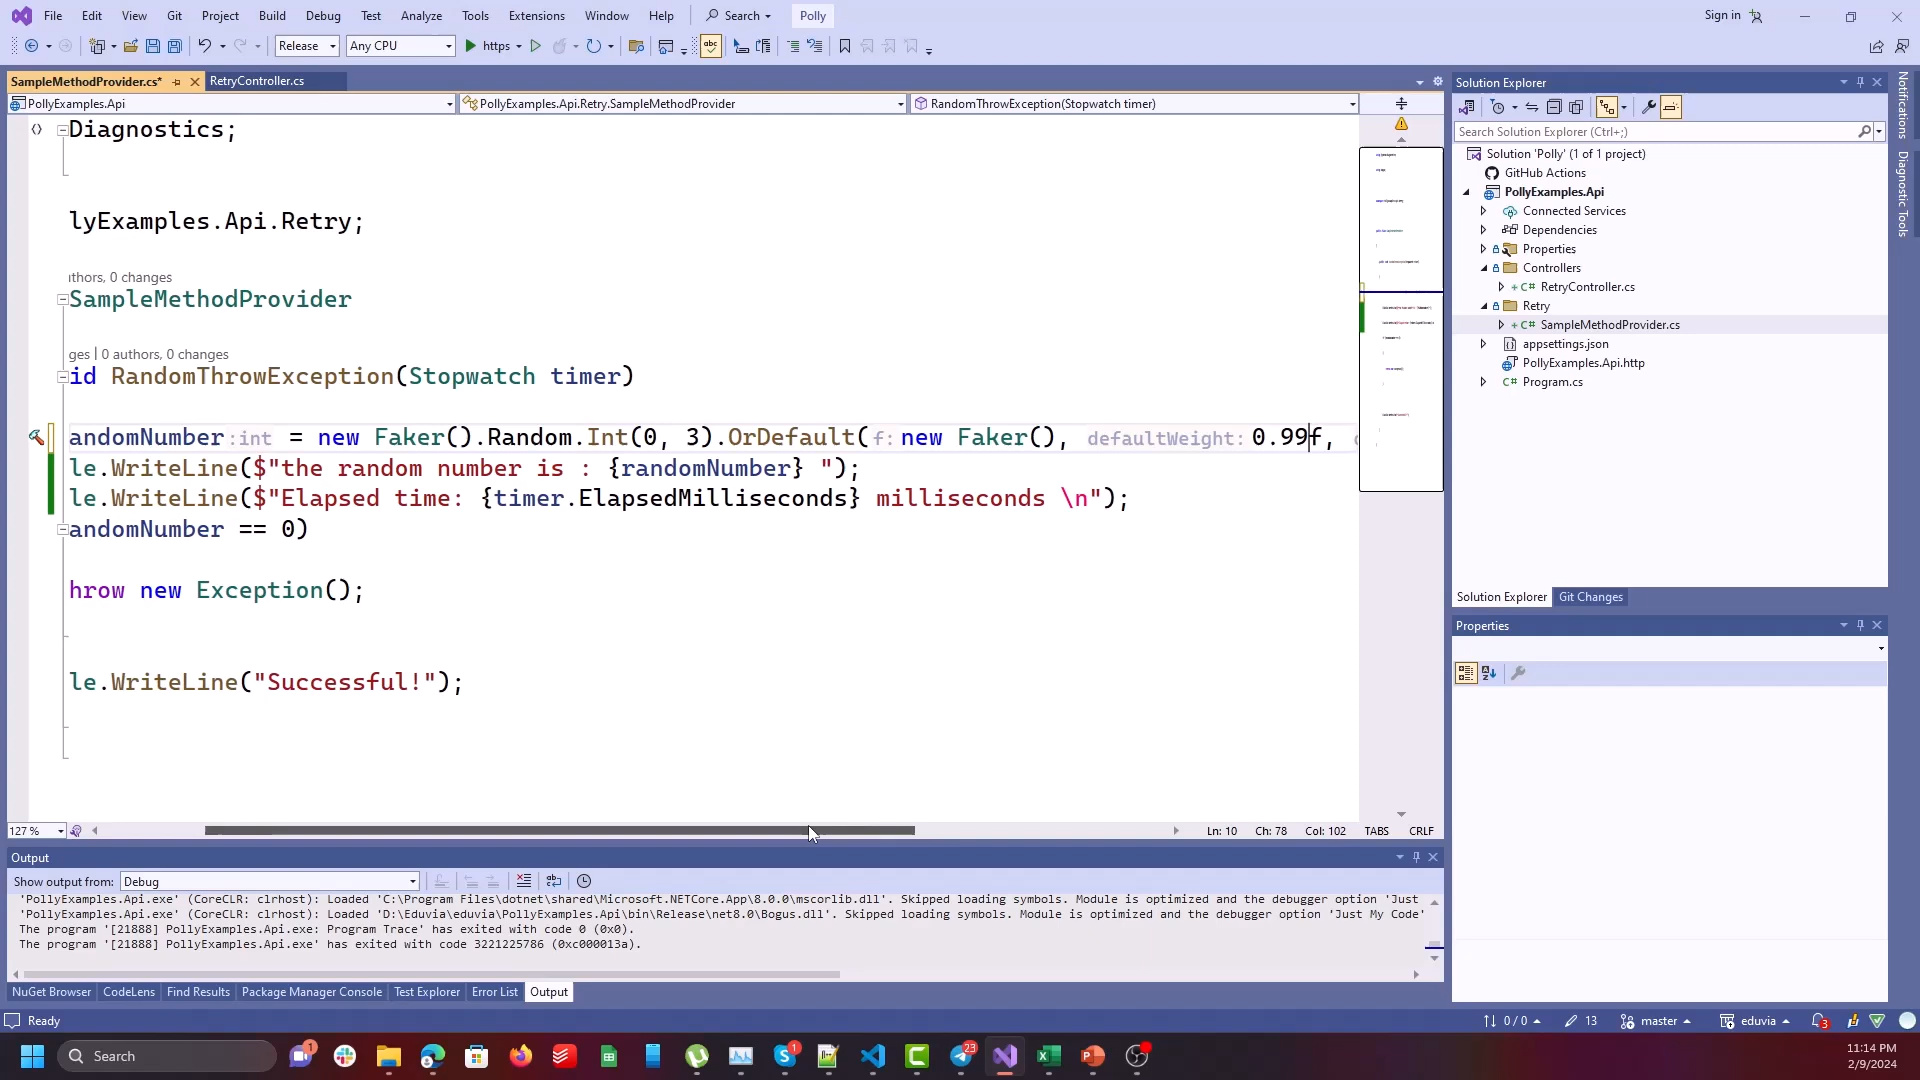 File Edit View Git Project Build Debug Test Analyze Tools Extensions Window Help Search Polly Sign in
Release Any CPU https
SampleMethodProvider.cs* RetryController.cs
PollyExamples.Api PollyExamples.Api.Retry.SampleMethodProvider RandomThrowException(Stopwatch timer)
Diagnostics;
lyExamples.Api.Retry;
thors, 0 changes
SampleMethodProvider
ges | 0 authors, 0 changes
id RandomThrowException(Stopwatch timer)
andomNumber:int = new Faker().Random.Int(0, 3).OrDefault(f:new Faker(), defaultWeight:0.99f,
le.WriteLine($"the random number is : {randomNumber} ");
le.WriteLine($"Elapsed time: {timer.ElapsedMilliseconds} milliseconds \n");
andomNumber == 0)
hrow new Exception();
le.WriteLine("Successful!");
127 % Ln: 10 Ch: 78 Col: 102 TABS CRLF
Output
Show output from: Debug
'PollyExamples.Api.exe' (CoreCLR: clrhost): Loaded 'C:\Program Files\dotnet\shared\Microsoft.NETCore.App\8.0.0\mscorlib.dll'. Skipped loading symbols. Module is optimized and the debugger option 'Just
'PollyExamples.Api.exe' (CoreCLR: clrhost): Loaded 'D:\Eduvia\eduvia\PollyExamples.Api\bin\Release\net8.0\Bogus.dll'. Skipped loading symbols. Module is optimized and the debugger option 'Just My Code'
The program '[21888] PollyExamples.Api.exe: Program Trace' has exited with code 0 (0x0).
The program '[21888] PollyExamples.Api.exe' has exited with code 3221225786 (0xc000013a).
NuGet Browser CodeLens Find Results Package Manager Console Test Explorer Error List Output
Solution Explorer
Search Solution Explorer (Ctrl+;)
Solution 'Polly' (1 of 1 project)
GitHub Actions
PollyExamples.Api
Connected Services
Dependencies
Properties
Controllers
C# RetryController.cs
Retry
C# SampleMethodProvider.cs
appsettings.json
PollyExamples.Api.http
C# Program.cs
Solution Explorer Git Changes
Properties
Notifications
Diagnostic Tools
Ready 0 / 0 13 master eduvia 3
Search 1 1 23
11:14 PM
2/9/2024